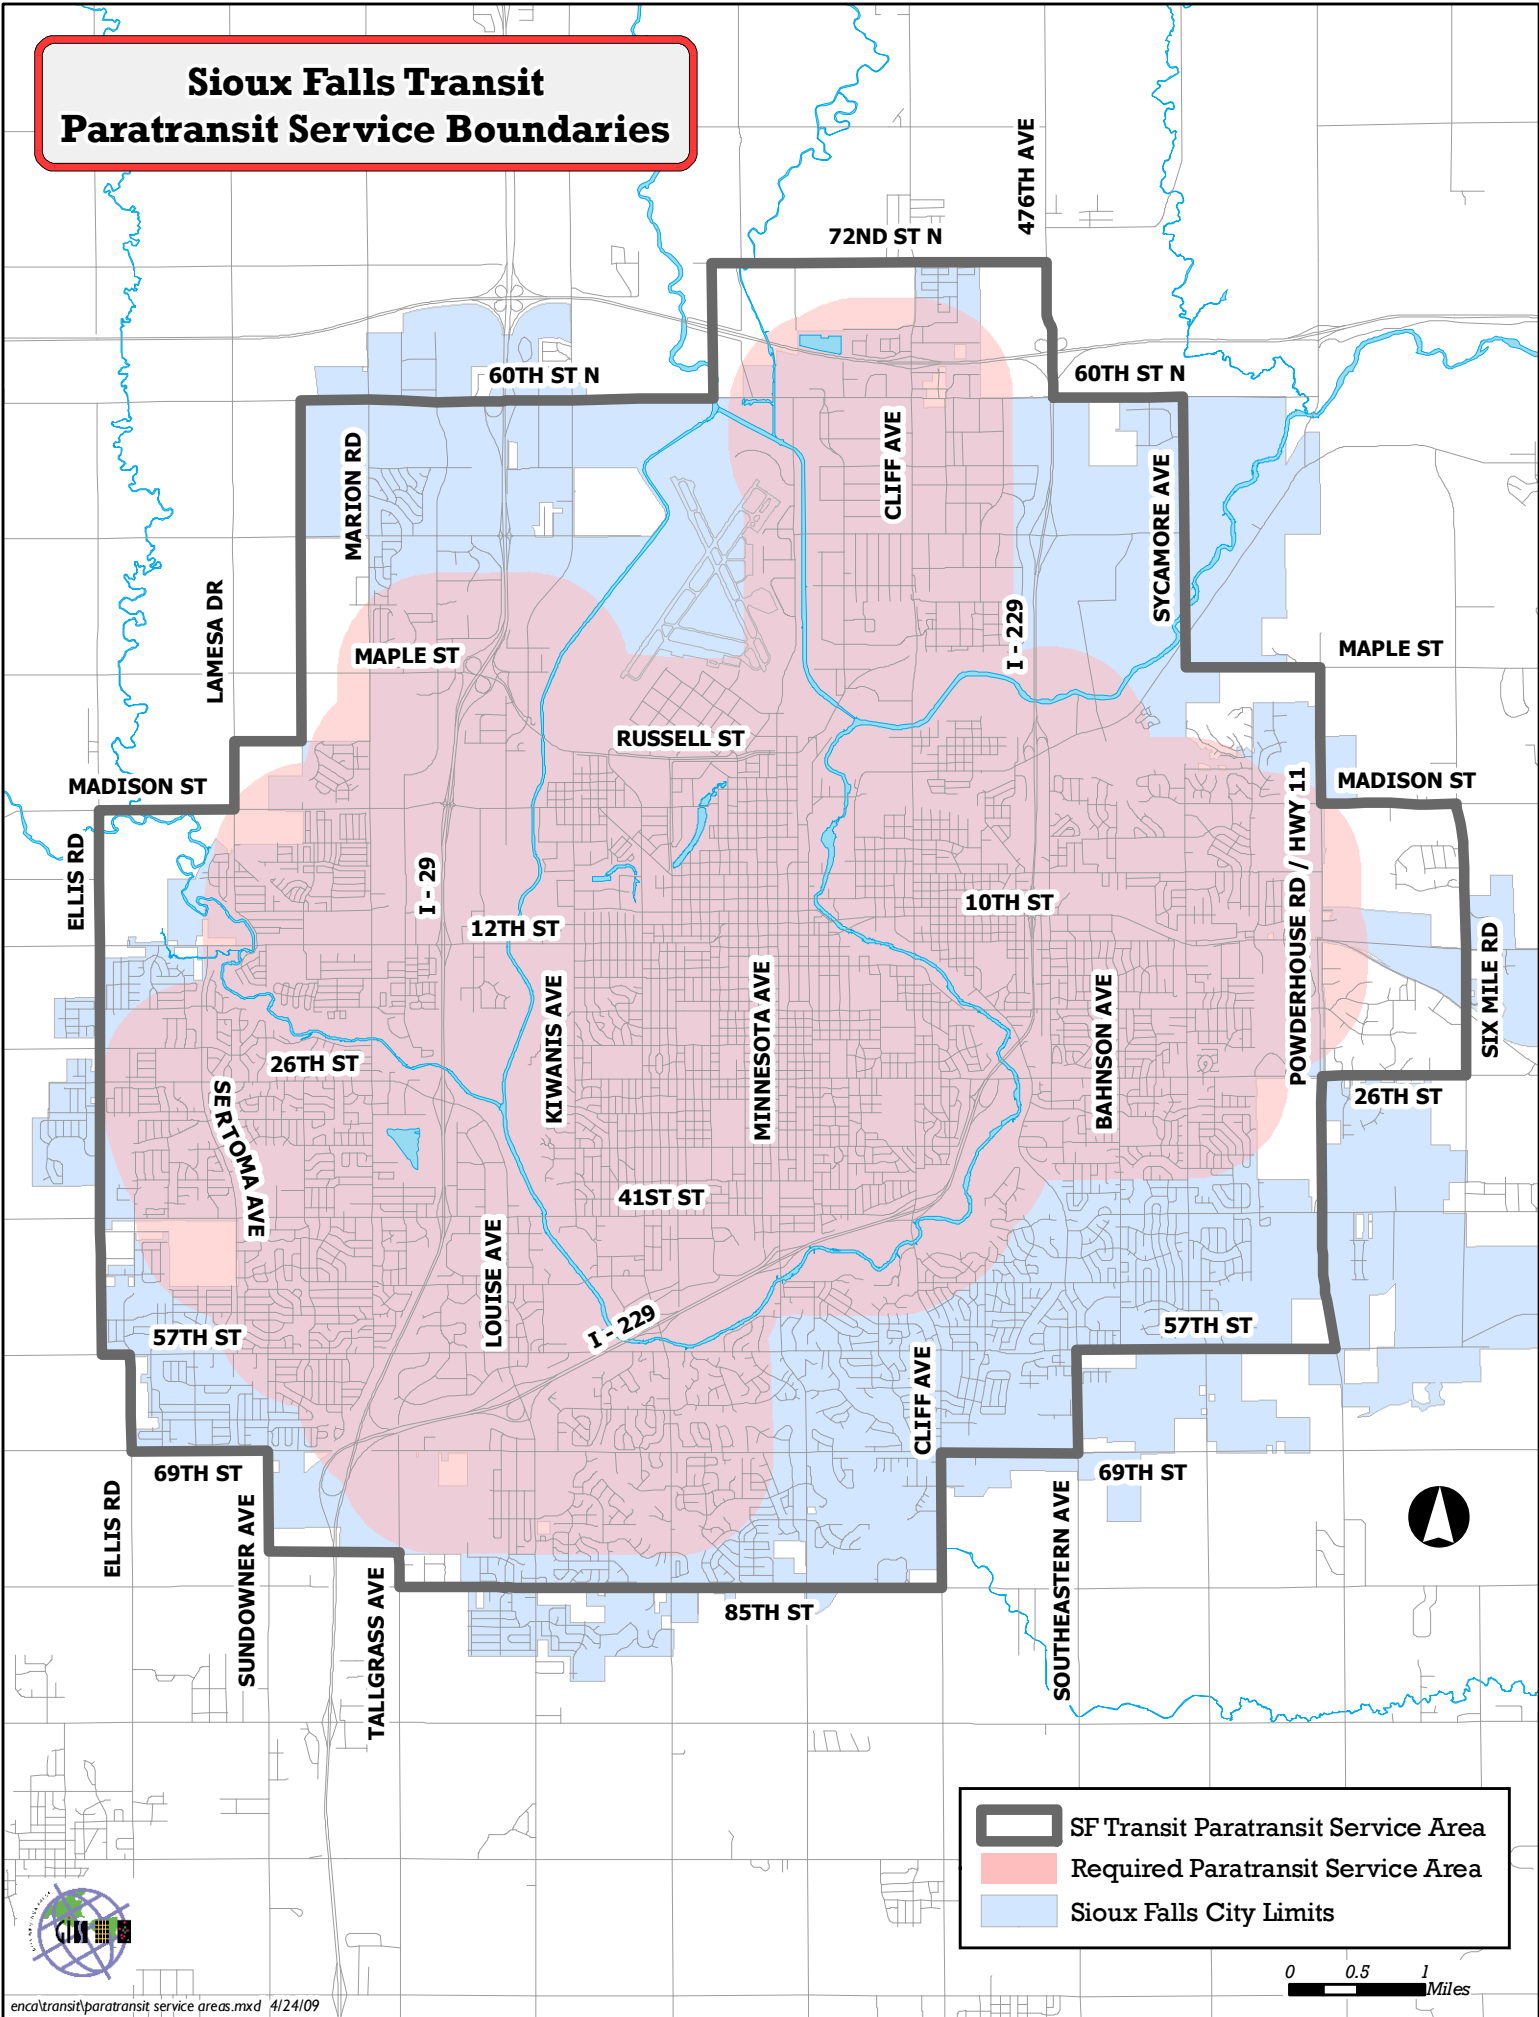 Sioux Falls Transit
Paratransit Service Boundaries
476TH AVE
72ND ST N
60TH ST N
60TH ST N
MARION RD
CLIFF AVE
SYCAMORE AVE
LAMESA DR
I - 229
MAPLE ST
MAPLE ST
RUSSELL ST
MADISON ST
MADISON ST
ELLIS RD
I - 29
POWDERHOUSE RD / HWY 11
10TH ST
12TH ST
SIX MILE RD
KIWANIS AVE
MINNESOTA AVE
BAHNSON AVE
26TH ST
26TH ST
SERTOMA AVE
41ST ST
LOUISE AVE
I - 229
57TH ST
57TH ST
CLIFF AVE
69TH ST
69TH ST
ELLIS RD
SUNDOWNER AVE
TALLGRASS AVE
SOUTHEASTERN AVE
85TH ST
SF Transit Paratransit Service Area
Required Paratransit Service Area
Sioux Falls City Limits
0 0.5 1
Miles
GIS
enca\transit\paratransit service areas.mxd 4/24/09